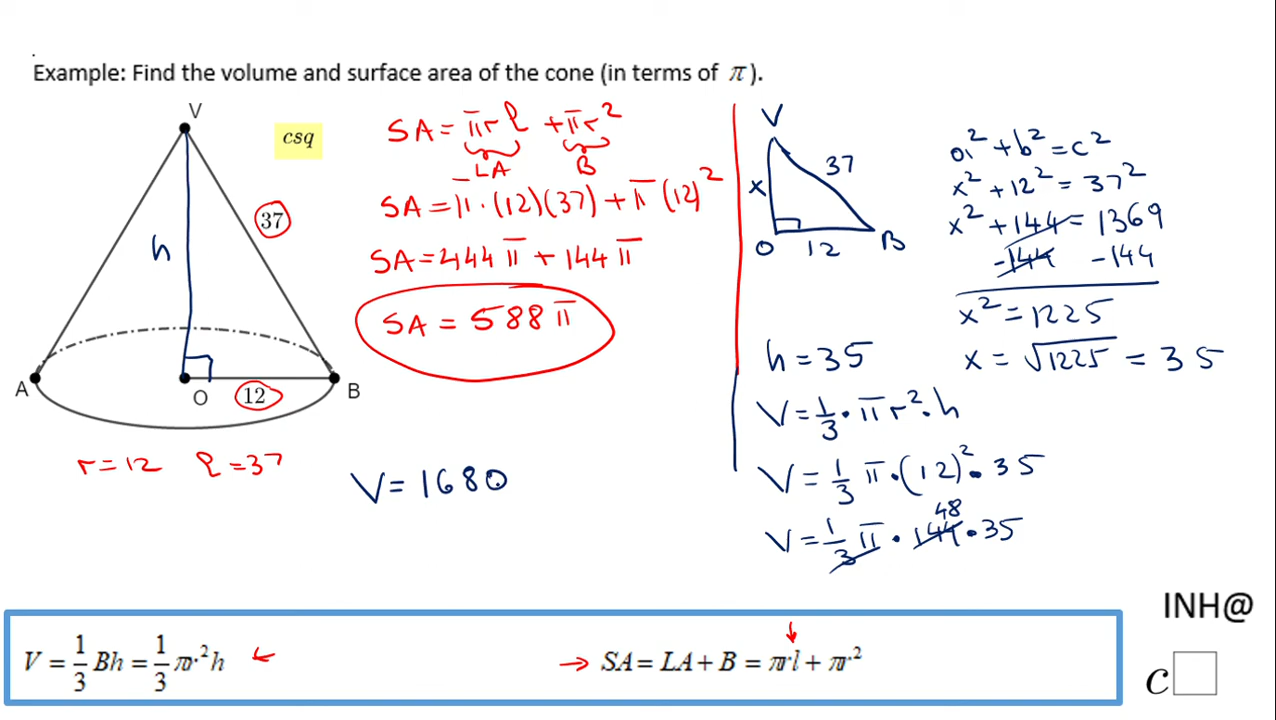 Example: Find the volume and surface area of the cone (in terms of π).
V
csq
37
h
A
O
12
B
r=12 l=37
SA = πrl + πr²
LA B
SA = π·(12)(37) + π(12)²
SA = 444π + 144π
SA = 588π
V = 1680
V
37
x
O
12
B
a² + b² = c²
x² + 12² = 37²
x² + 144 = 1369
-144 -144
x² = 1225
x = √1225 = 35
h = 35
V = 1/3 · πr² · h
V = 1/3 π · (12)² · 35
48
V = 1/3 π · 144 · 35
V = 1/3 Bh = 1/3 πr²h ←
→ SA = LA + B = πrl + πr²
INH@
c